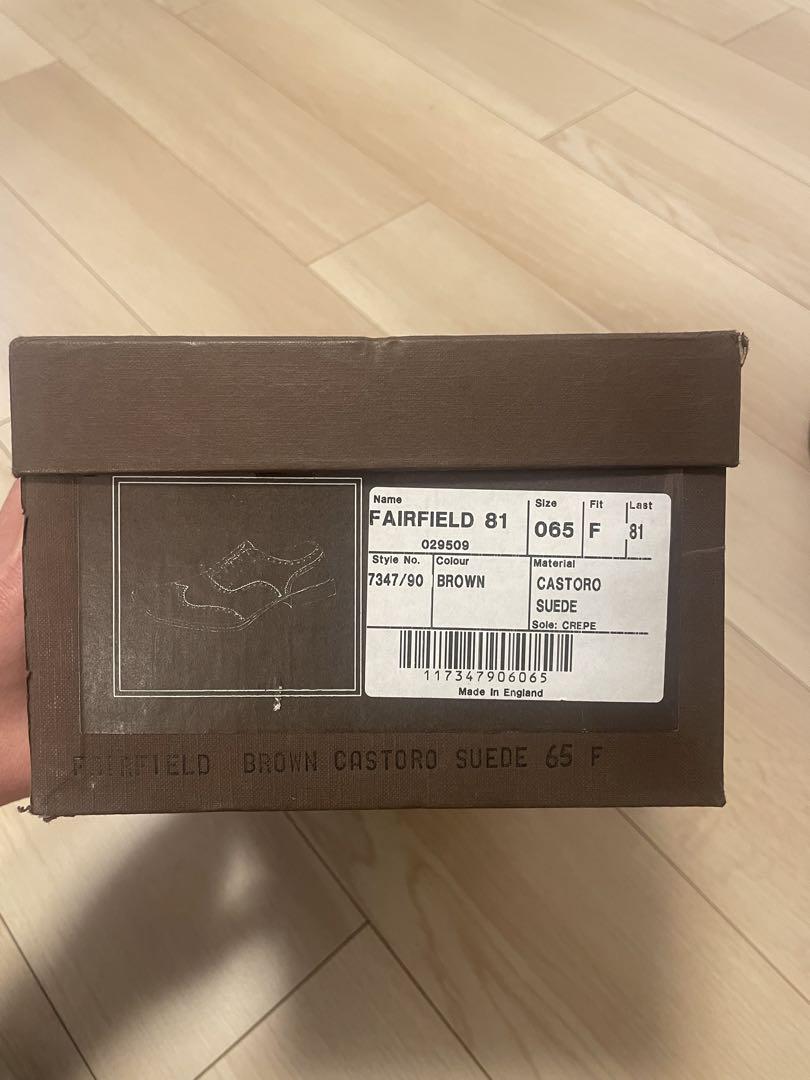 Name
FAIRFIELD 81
029509
Size
065
Fit
F
Last
81
Style No.
7347/90
Colour
BROWN
Material
CASTORO
SUEDE
Sole: CREPE
117347906065
Made In England
FAIRFIELD BROWN CASTORO SUEDE 65 F